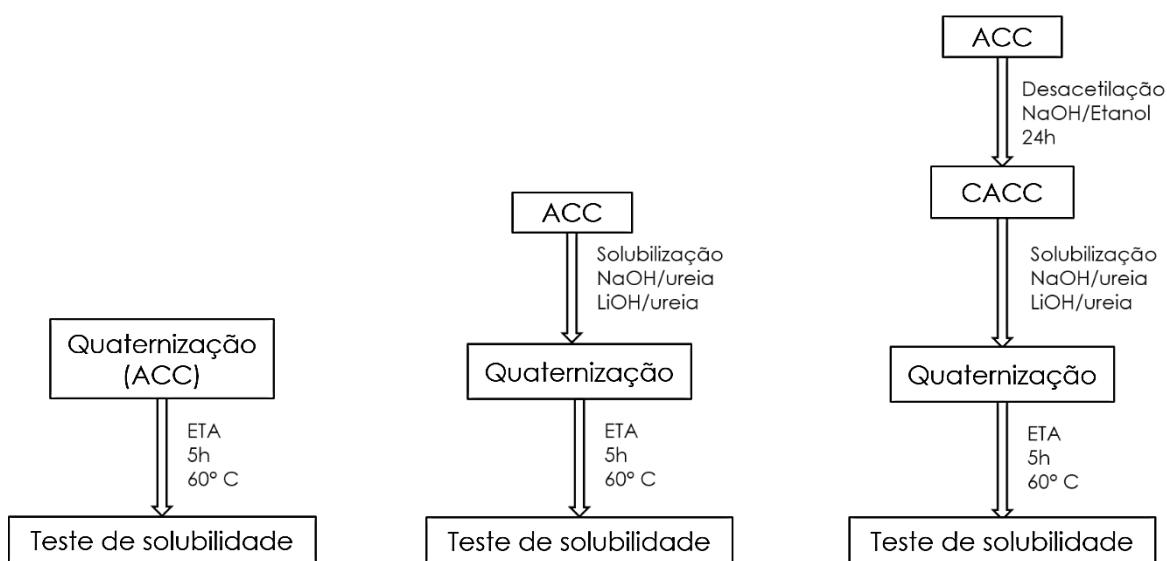 Quaternização
(ACC)
ETA
5h
60° C
Teste de solubilidade
ACC
Solubilização
NaOH/ureia
LiOH/ureia
Quaternização
ETA
5h
60° C
Teste de solubilidade
ACC
Desacetilação
NaOH/Etanol
24h
CACC
Solubilização
NaOH/ureia
LiOH/ureia
Quaternização
ETA
5h
60° C
Teste de solubilidade